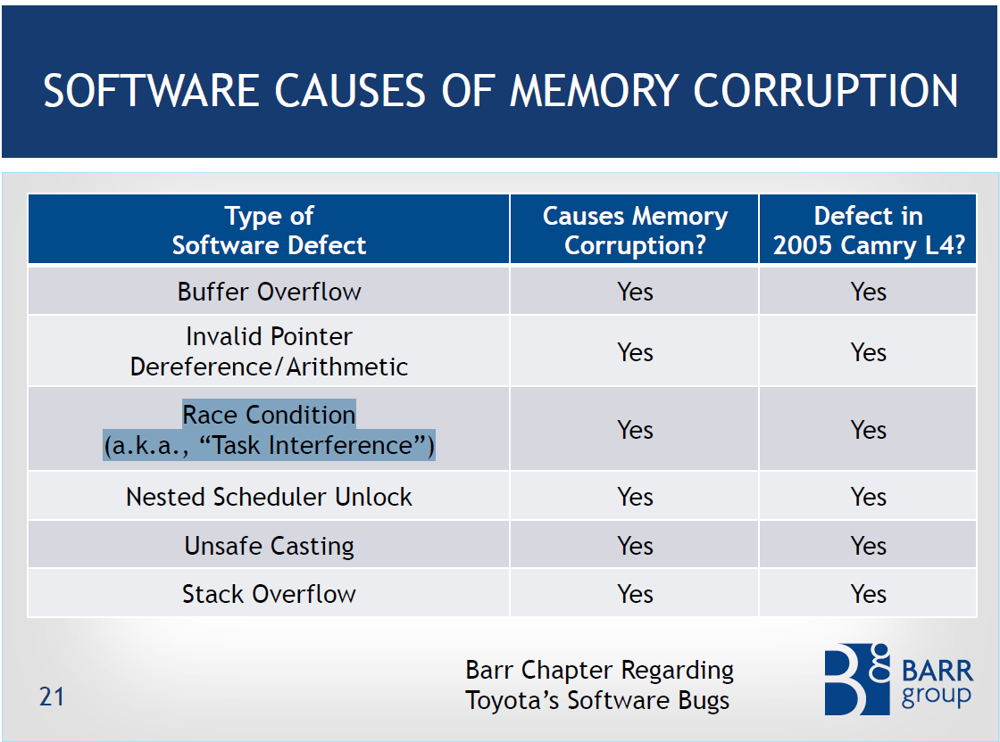 SOFTWARE CAUSES OF MEMORY CORRUPTION
Type of
Software Defect
Causes Memory
Corruption?
Defect in
2005 Camry L4?
Buffer Overflow
Yes
Yes
Invalid Pointer
Dereference/Arithmetic
Yes
Yes
Race Condition
(a.k.a., “Task Interference”)
Yes
Yes
Nested Scheduler Unlock
Yes
Yes
Unsafe Casting
Yes
Yes
Stack Overflow
Yes
Yes
21
Barr Chapter Regarding
Toyota’s Software Bugs
Bg
BARR
group